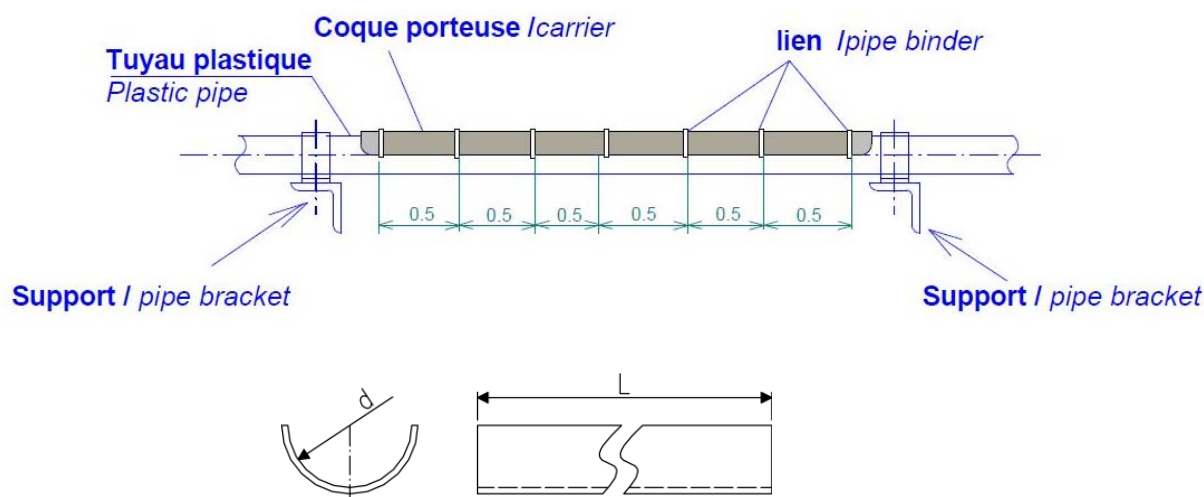 Coque porteuse /carrier
lien /pipe binder
Tuyau plastique
Plastic pipe
0.5 0.5 0.5 0.5 0.5 0.5
Support / pipe bracket
Support / pipe bracket
d
L